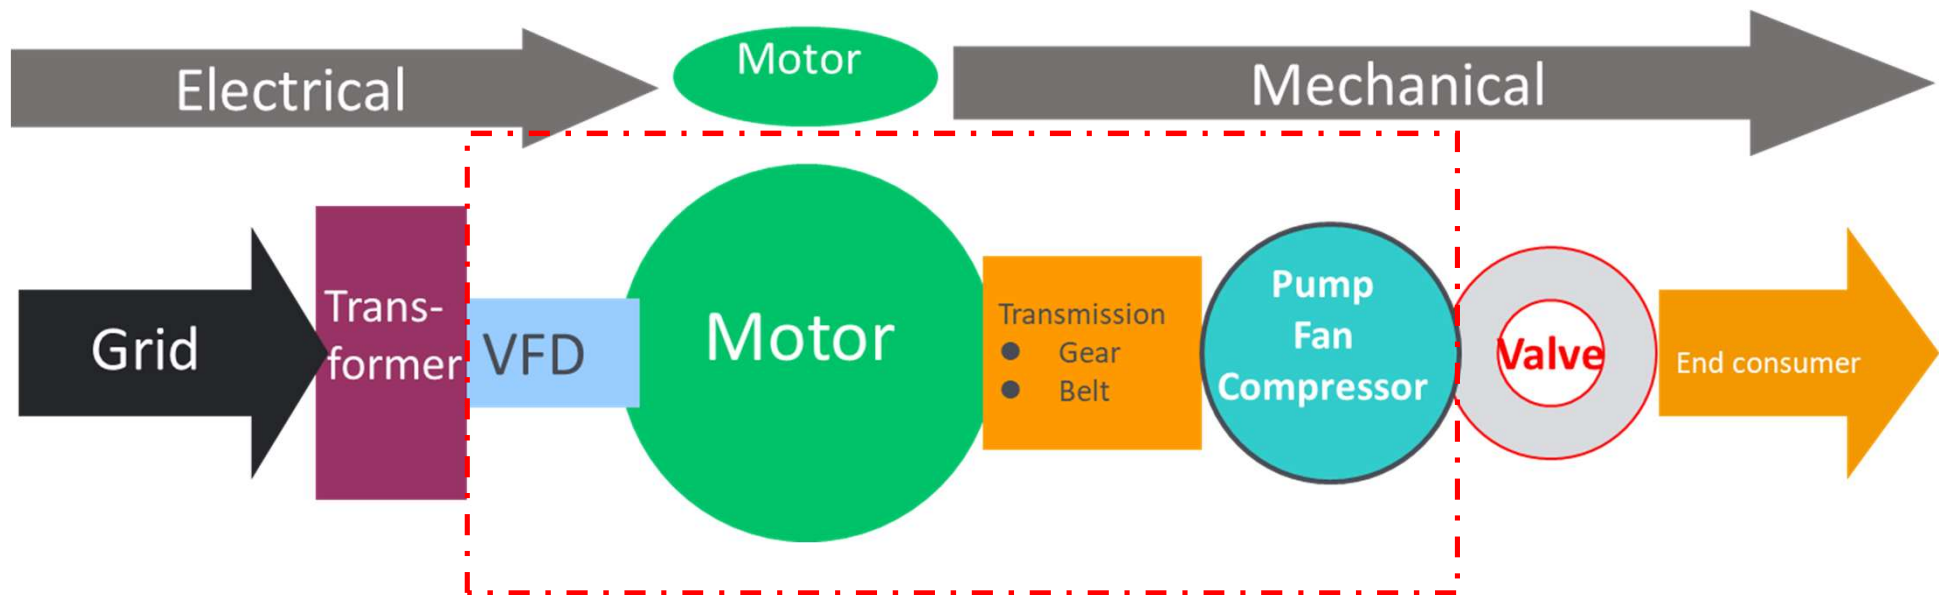 Electrical
Motor
Mechanical
Grid
Trans-
former
VFD
Motor
Transmission
● Gear
● Belt
Pump
Fan
Compressor
Valve
End consumer